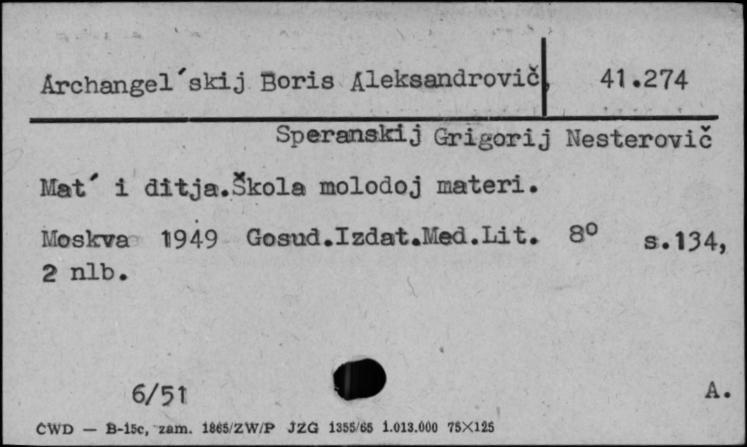 Archangel´skij Boris Aleksandrovič, 41.274
Speranskij Grigorij Nesterovič
Mat´ i ditja.Škola molodoj materi.
Moskva 1949 Gosud.Izdat.Med.Lit. 8° s.134,
2 nlb.
6/51 A.
CWD — B-15c, zam. 1865/ZW/P JZG 1355/65 1.013.000 75X125